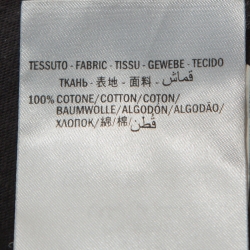 TESSUTO - FABRIC - TISSU - GEWEBE - TECIDO
ТКАНЬ - 表地 - 面料 - قماش
100% COTONE/COTTON/COTON/
BAUMWOLLE/ALGODÓN/ALGODÃO/
ХЛОПОК/綿/棉/قطن